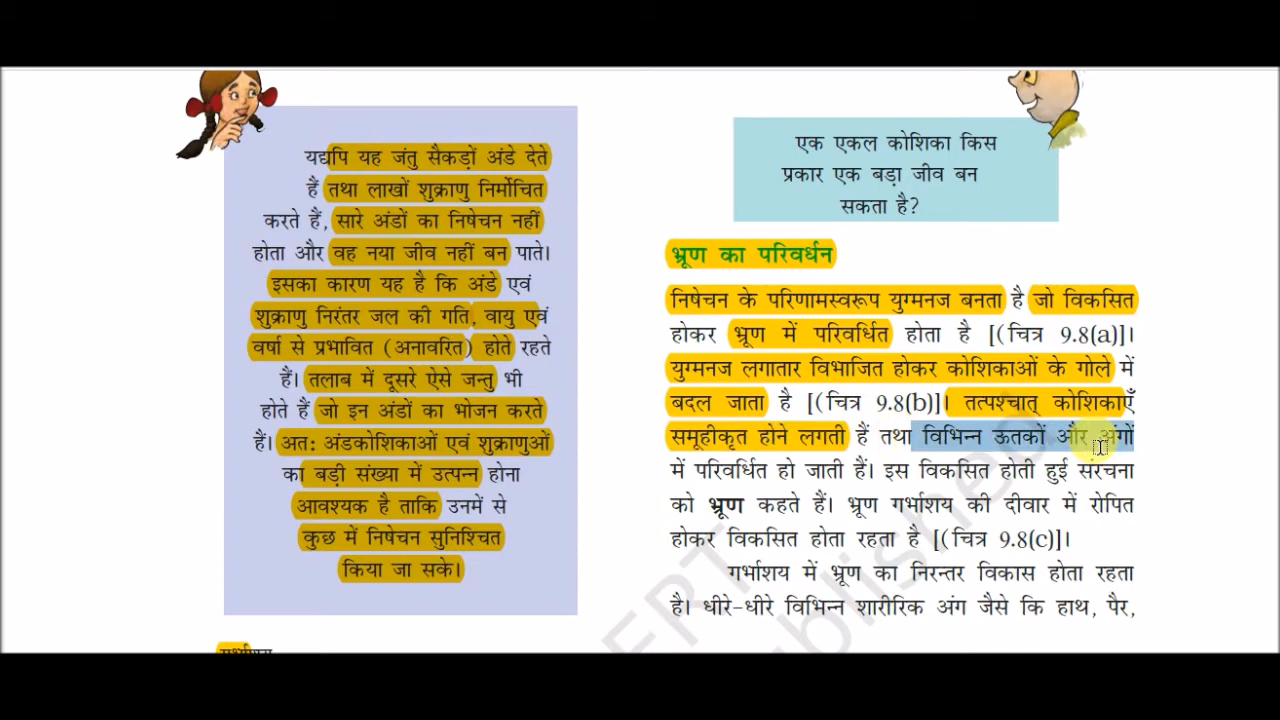 यद्यपि यह जंतु सैकड़ों अंडे देते
हैं तथा लाखों शुक्राणु निर्मोचित
करते हैं, सारे अंडों का निषेचन नहीं
होता और वह नया जीव नहीं बन पाते।
इसका कारण यह है कि अंडे एवं
शुक्राणु निरंतर जल की गति, वायु एवं
वर्षा से प्रभावित (अनावरित) होते रहते
हैं। तलाब में दूसरे ऐसे जन्तु भी
होते हैं जो इन अंडों का भोजन करते
हैं। अत: अंडकोशिकाओं एवं शुक्राणुओं
का बड़ी संख्या में उत्पन्न होना
आवश्यक है ताकि उनमें से
कुछ में निषेचन सुनिश्चित
किया जा सके।
एक एकल कोशिका किस
प्रकार एक बड़ा जीव बन
सकता है?
भ्रूण का परिवर्धन
निषेचन के परिणामस्वरूप युग्मनज बनता है जो विकसित
होकर भ्रूण में परिवर्धित होता है [(चित्र 9.8(a)]।
युग्मनज लगातार विभाजित होकर कोशिकाओं के गोले में
बदल जाता है [(चित्र 9.8(b)]। तत्पश्चात् कोशिकाएँ
समूहीकृत होने लगती हैं तथा विभिन्न ऊतकों और अंगों
में परिवर्धित हो जाती हैं। इस विकसित होती हुई संरचना
को भ्रूण कहते हैं। भ्रूण गर्भाशय की दीवार में रोपित
होकर विकसित होता रहता है [(चित्र 9.8(c)]।
गर्भाशय में भ्रूण का निरन्तर विकास होता रहता
है। धीरे-धीरे विभिन्न शारीरिक अंग जैसे कि हाथ, पैर,